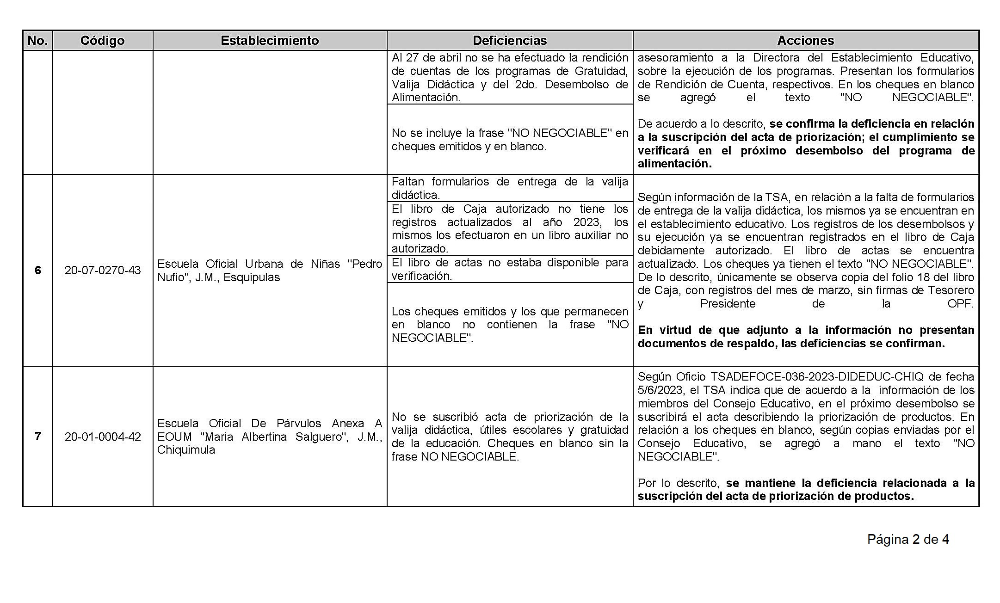 No. Código Establecimiento Deficiencias Acciones
Al 27 de abril no se ha efectuado la rendición
de cuentas de los programas de Gratuidad,
Valija Didáctica y del 2do. Desembolso de
Alimentación.
No se incluye la frase "NO NEGOCIABLE" en
cheques emitidos y en blanco.
asesoramiento a la Directora del Establecimiento Educativo,
sobre la ejecución de los programas. Presentan los formularios
de Rendición de Cuenta, respectivos. En los cheques en blanco
se agregó el texto "NO NEGOCIABLE".
De acuerdo a lo descrito, se confirma la deficiencia en relación
a la suscripción del acta de priorización; el cumplimiento se
verificará en el próximo desembolso del programa de
alimentación.
6
20-07-0270-43
Escuela Oficial Urbana de Niñas "Pedro
Nufio", J.M., Esquipulas
Faltan formularios de entrega de la valija
didáctica.
El libro de Caja autorizado no tiene los
registros actualizados al año 2023, los
mismos los efectuaron en un libro auxiliar no
autorizado.
El libro de actas no estaba disponible para
verificación.
Los cheques emitidos y los que permanecen
en blanco no contienen la frase "NO
NEGOCIABLE".
Según información de la TSA, en relación a la falta de formularios
de entrega de la valija didáctica, los mismos ya se encuentran en
el establecimiento educativo. Los registros de los desembolsos y
su ejecución ya se encuentran registrados en el libro de Caja
debidamente autorizado. El libro de actas se encuentra
actualizado. Los cheques ya tienen el texto "NO NEGOCIABLE".
De lo descrito, únicamente se observa copia del folio 18 del libro
de Caja, con registros del mes de marzo, sin firmas de Tesorero
y Presidente de la OPF.
En virtud de que adjunto a la información no presentan
documentos de respaldo, las deficiencias se confirman.
7
20-01-0004-42
Escuela Oficial De Párvulos Anexa A
EOUM "Maria Albertina Salguero", J.M.,
Chiquimula
No se suscribió acta de priorización de la
valija didáctica, útiles escolares y gratuidad
de la educación. Cheques en blanco sin la
frase NO NEGOCIABLE.
Según Oficio TSADEFOCE-036-2023-DIDEDUC-CHIQ de fecha
5/6/2023, el TSA indica que de acuerdo a la información de los
miembros del Consejo Educativo, en el próximo desembolso se
suscribirá el acta describiendo la priorización de productos. En
relación a los cheques en blanco, según copias enviadas por el
Consejo Educativo, se agregó a mano el texto "NO
NEGOCIABLE".
Por lo descrito, se mantiene la deficiencia relacionada a la
suscripción del acta de priorización de productos.
Página 2 de 4